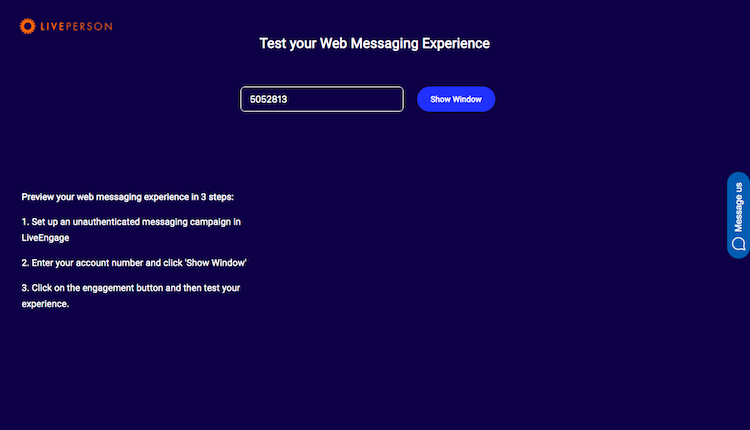 LIVEPERSON
Test your Web Messaging Experience
5052813
Show Window
Preview your web messaging experience in 3 steps:
1. Set up an unauthenticated messaging campaign in
LiveEngage
2. Enter your account number and click 'Show Window'
3. Click on the engagement button and then test your
experience.
Message us